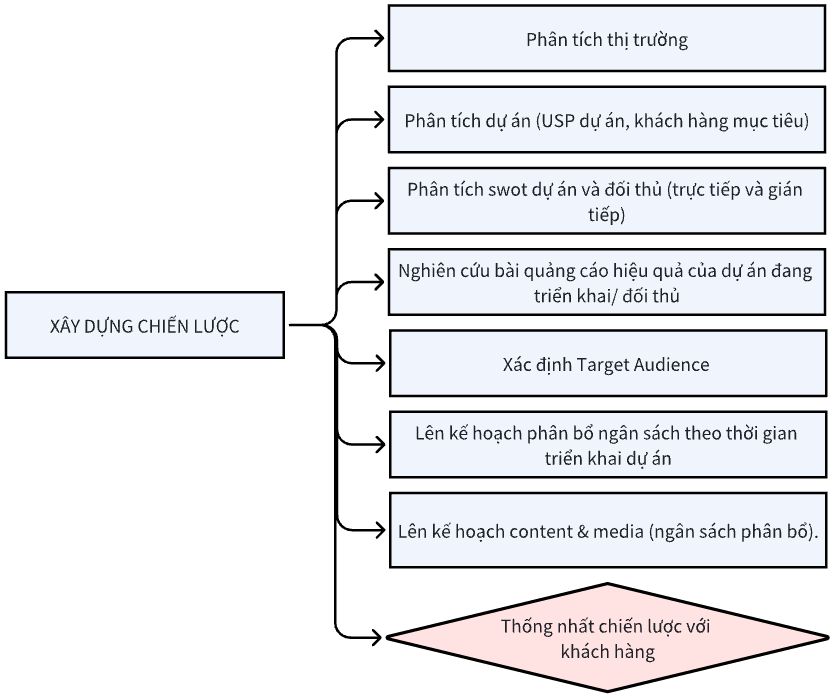 Phân tích thị trường
Phân tích dự án (USP dự án, khách hàng mục tiêu)
Phân tích swot dự án và đối thủ (trực tiếp và gián
tiếp)
Nghiên cứu bài quảng cáo hiệu quả của dự án đang
triển khai/ đối thủ
XÂY DỰNG CHIẾN LƯỢC
Xác định Target Audience
Lên kế hoạch phân bổ ngân sách theo thời gian
triển khai dự án
Lên kế hoạch content & media (ngân sách phân bổ).
Thống nhất chiến lược với
khách hàng